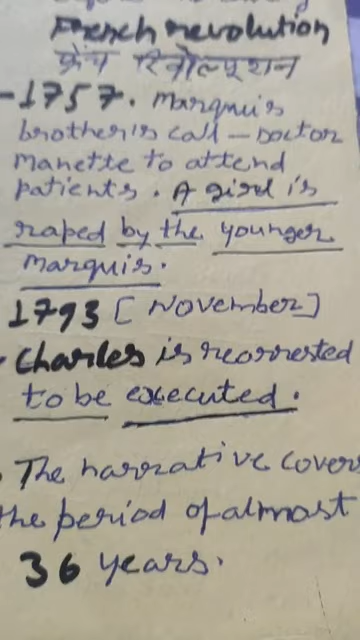 French revolution
फ्रेंच रिवोल्यूशन
- 1757. Marquis
brother's call - Doctor
Manette to attend
patients. A girl is
raped by the younger
Marquis.
1793 [November]
Charles is rearrested
to be executed.
The narrative covers
the period of almost
36 years.